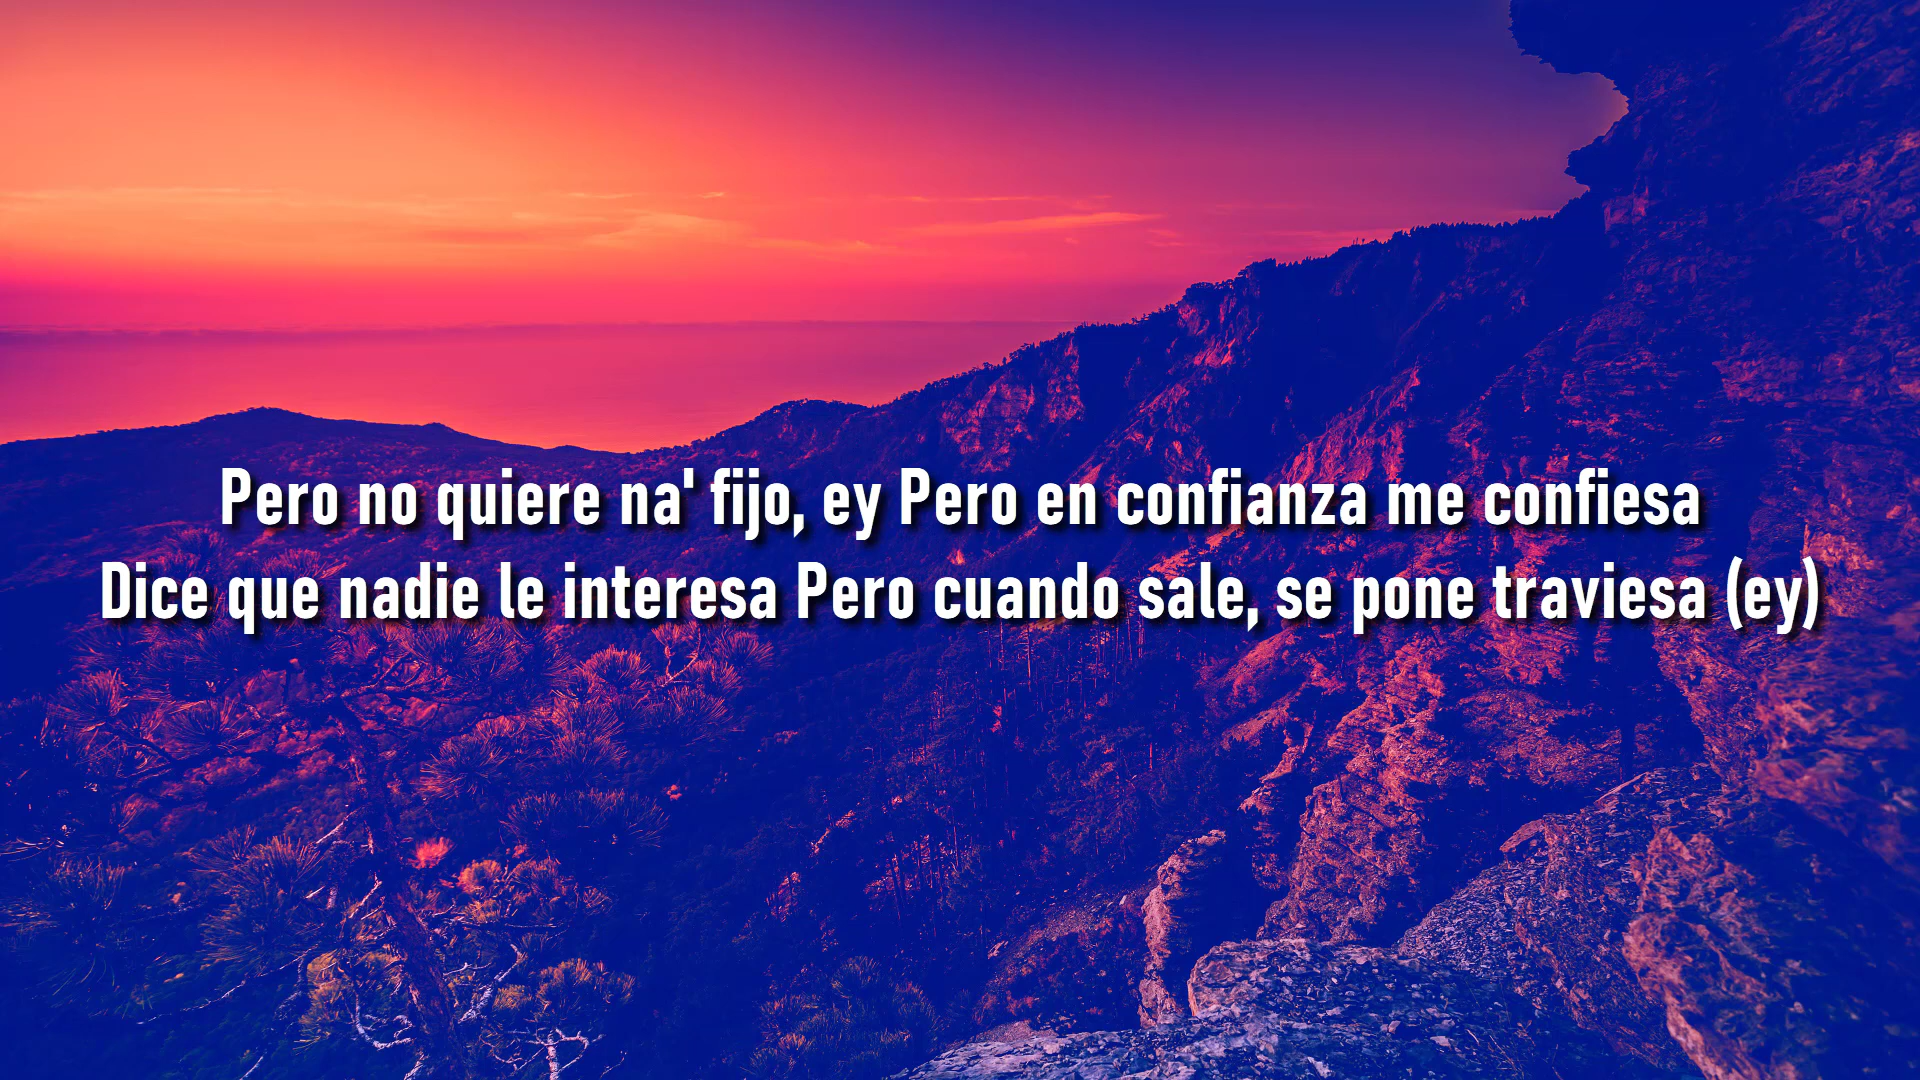 Pero no quiere na' fijo, ey Pero en confianza me confiesa
Dice que nadie le interesa Pero cuando sale, se pone traviesa (ey)